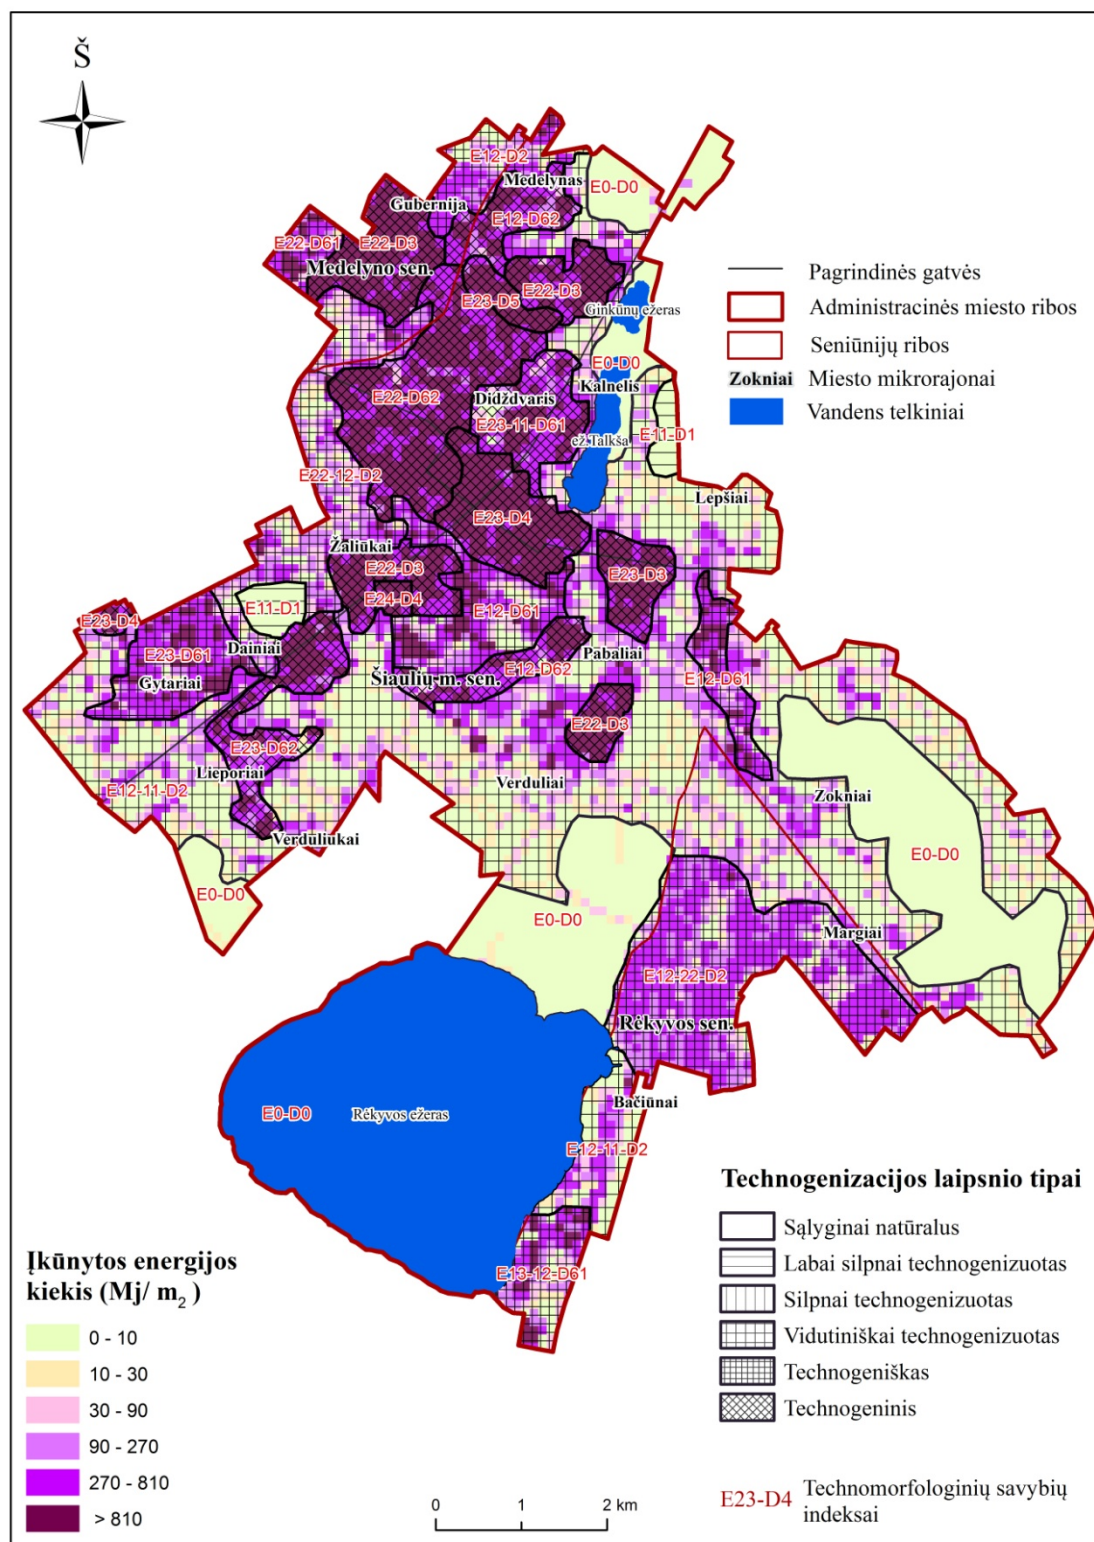 Š
E12-D2
Medelynas
E0-D0
Gubernija
E12-D62
E22-D61
E22-D3
Medelyno sen.
E23-D5
E22-D3
Ginkūnų ežeras
E0-D0
Kalnelis
E22-D62
Didždvaris
E23-11-D61
ež.Talkša
E11-D1
E22-12-D2
Lepšiai
E23-D4
Žaliūkai
E22-D3
E23-D3
E24-D4
E12-D61
E11-D1
E23-D4
Dainiai
E23-D61
Pabaliai
E12-D62
Šiaulių m. sen.
E12-D61
Gytariai
E22-D3
E23-D62
Lieporiai
E12-11-D2
Verduliai
Zokniai
Verduliukai
E0-D0
E0-D0
E0-D0
Margiai
E12-22-D2
Rėkyvos sen.
Bačiūnai
E0-D0
Rėkyvos ežeras
E12-11-D2
E13-12-D61
Pagrindinės gatvės
Administracinės miesto ribos
Seniūnijų ribos
Zokniai Miesto mikrorajonai
Vandens telkiniai
Technogenizacijos laipsnio tipai
Sąlyginai natūralus
Labai silpnai technogenizuotas
Silpnai technogenizuotas
Vidutiniškai technogenizuotas
Technogeniškas
Technogeninis
E23-D4 Technomorfologinių savybių
indeksai
Įkūnytos energijos
kiekis (Mj/ m2 )
0 - 10
10 - 30
30 - 90
90 - 270
270 - 810
> 810
0 1 2 km